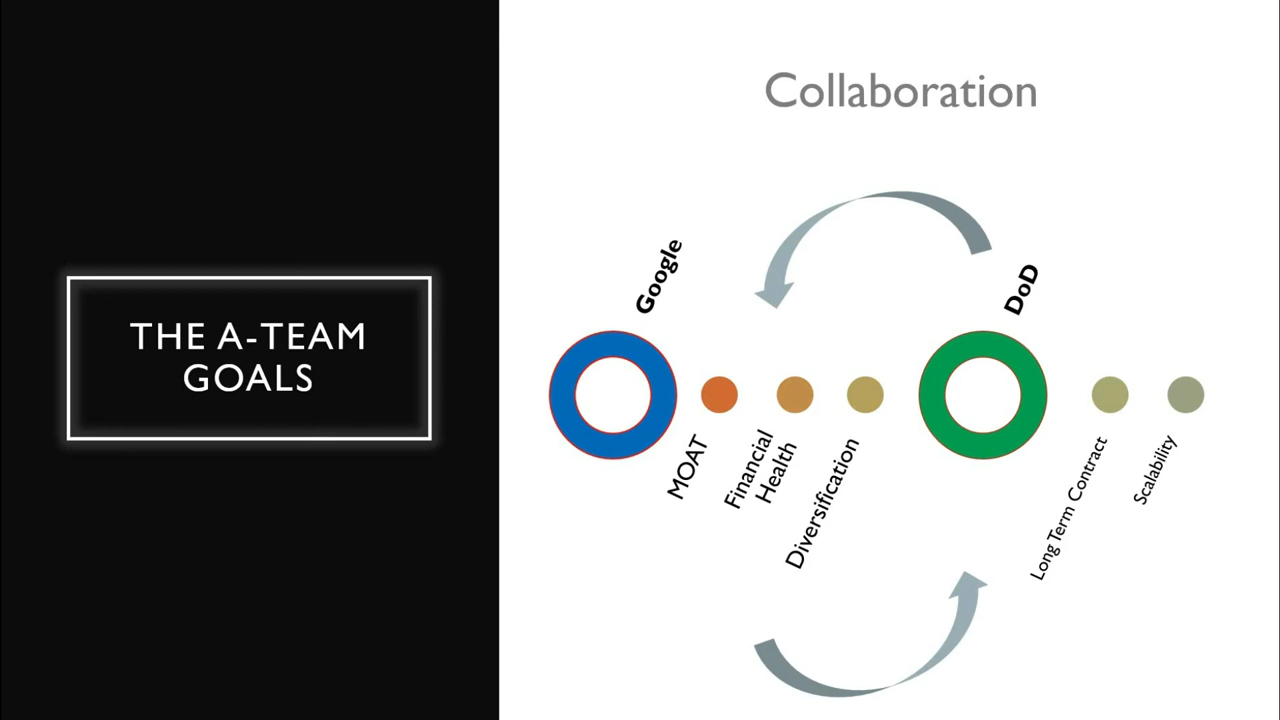 THE A-TEAM
GOALS
Collaboration
Google
MOAT
Financial
Health
Diversification
DoD
Long Term Contract
Scalability